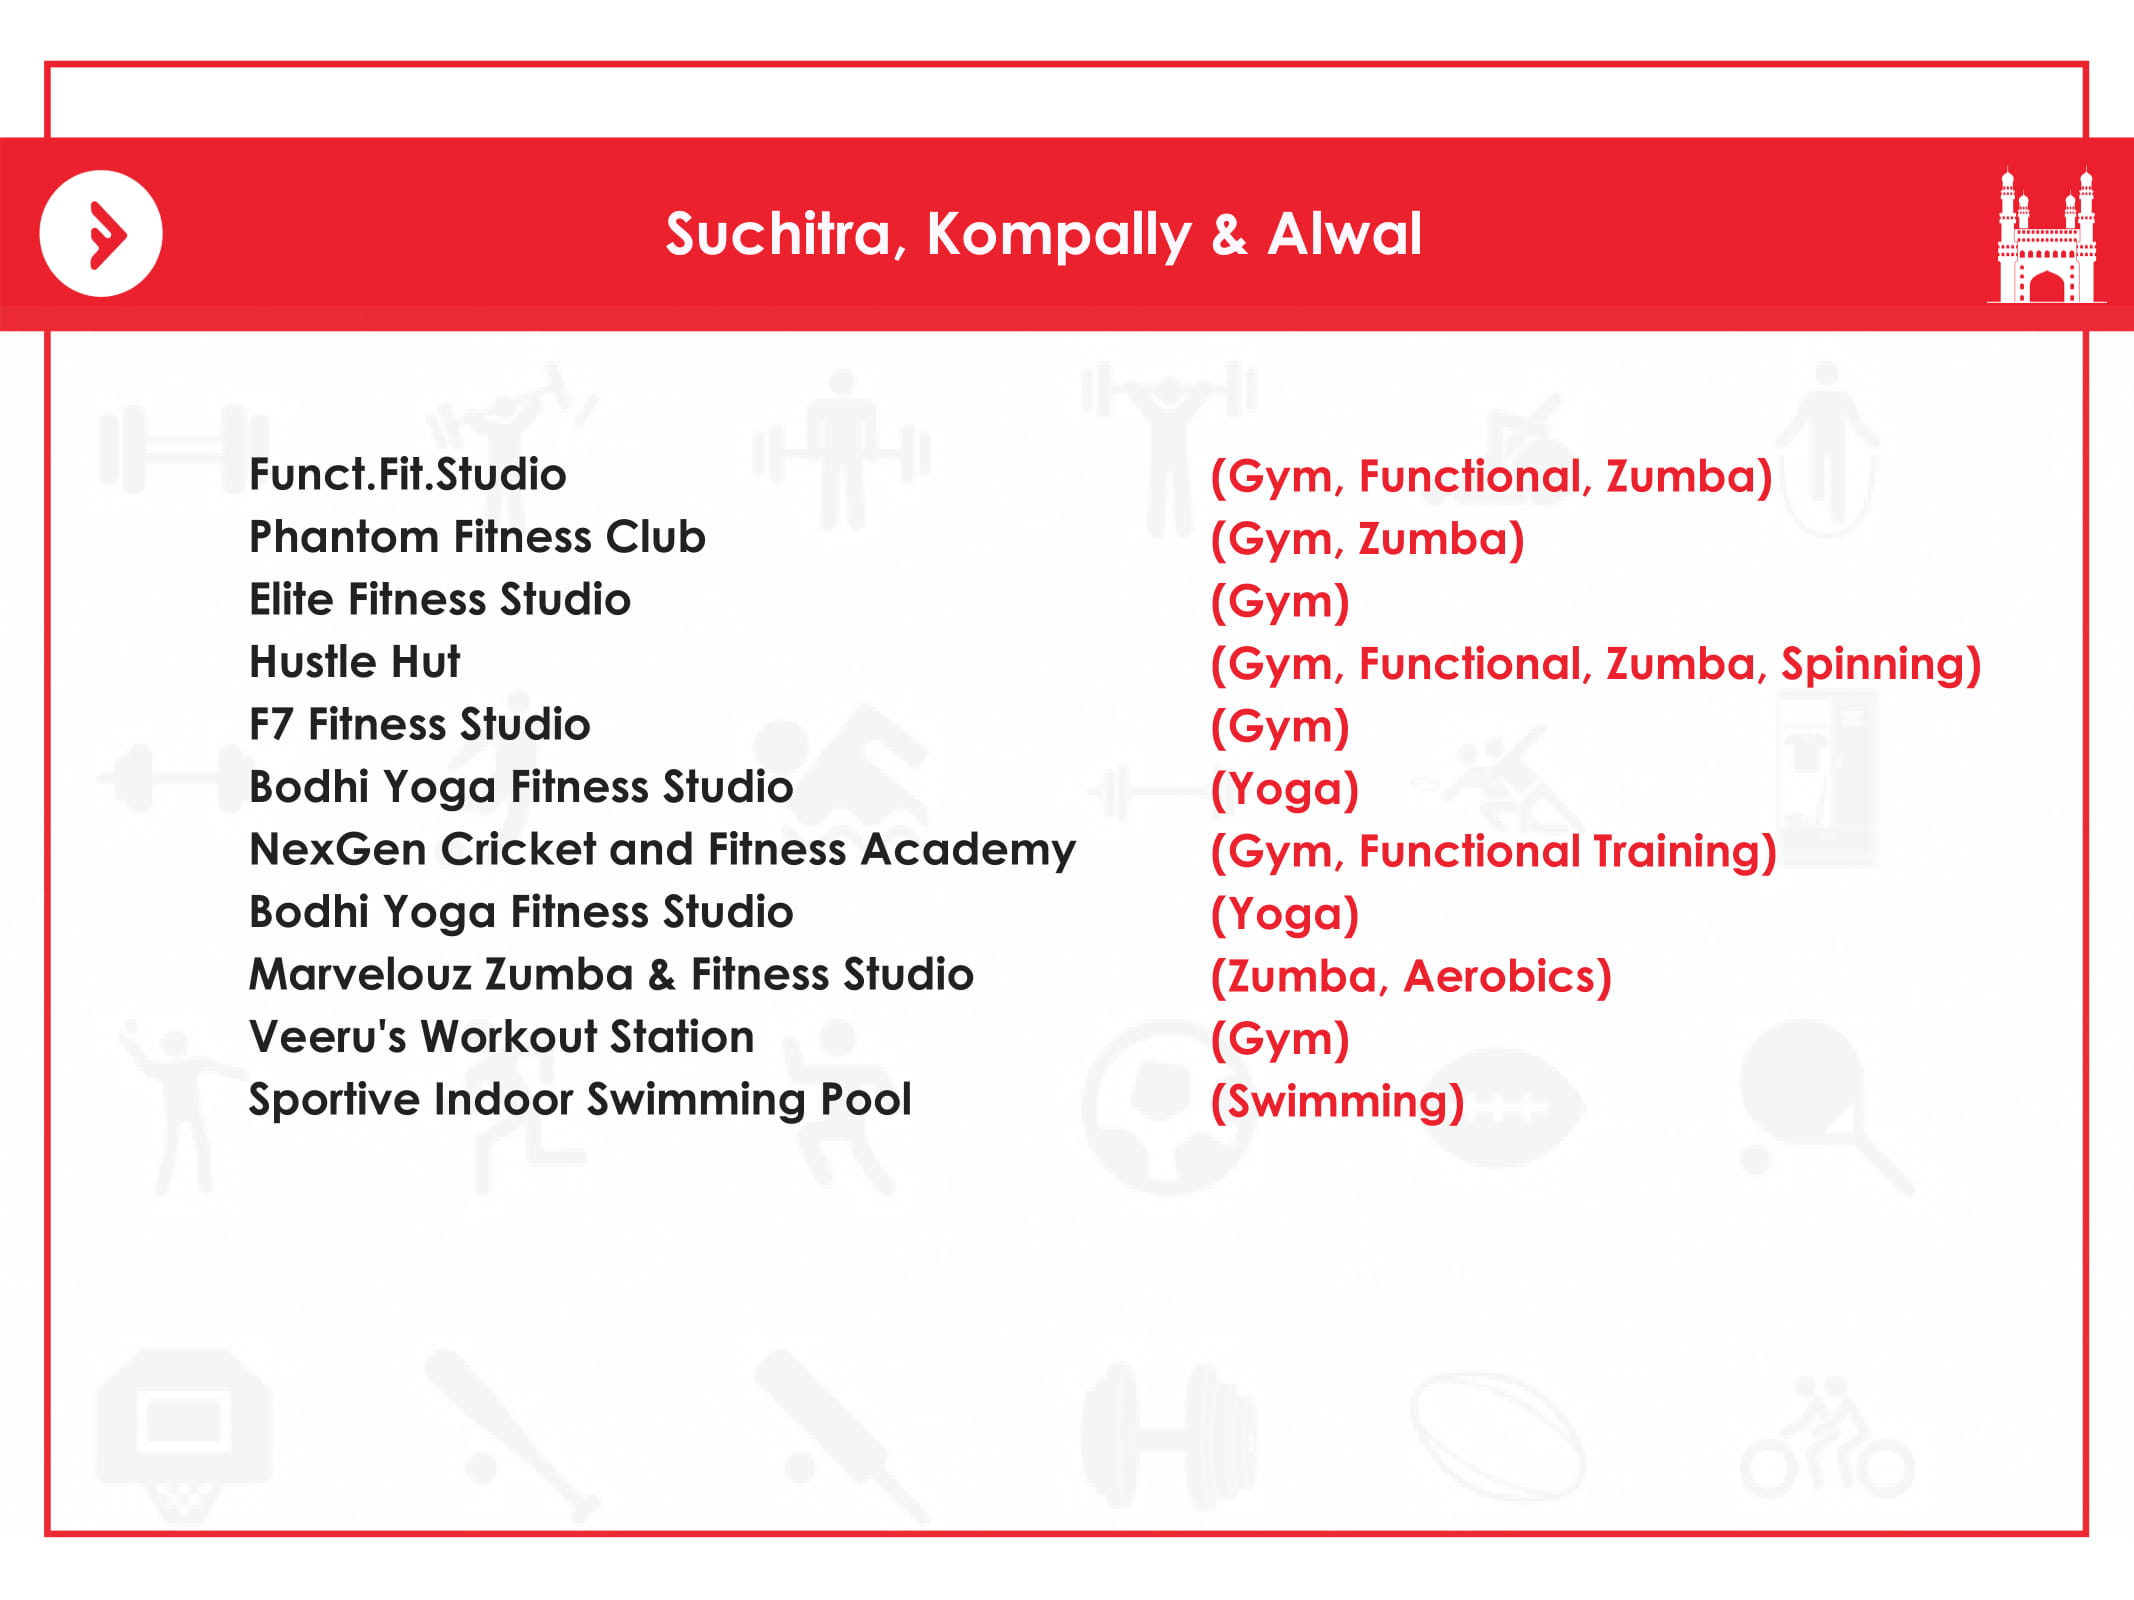 Suchitra, Kompally & Alwal
Funct.Fit.Studio (Gym, Functional, Zumba)
Phantom Fitness Club (Gym, Zumba)
Elite Fitness Studio (Gym)
Hustle Hut (Gym, Functional, Zumba, Spinning)
F7 Fitness Studio (Gym)
Bodhi Yoga Fitness Studio (Yoga)
NexGen Cricket and Fitness Academy (Gym, Functional Training)
Bodhi Yoga Fitness Studio (Yoga)
Marvelouz Zumba & Fitness Studio (Zumba, Aerobics)
Veeru's Workout Station (Gym)
Sportive Indoor Swimming Pool (Swimming)